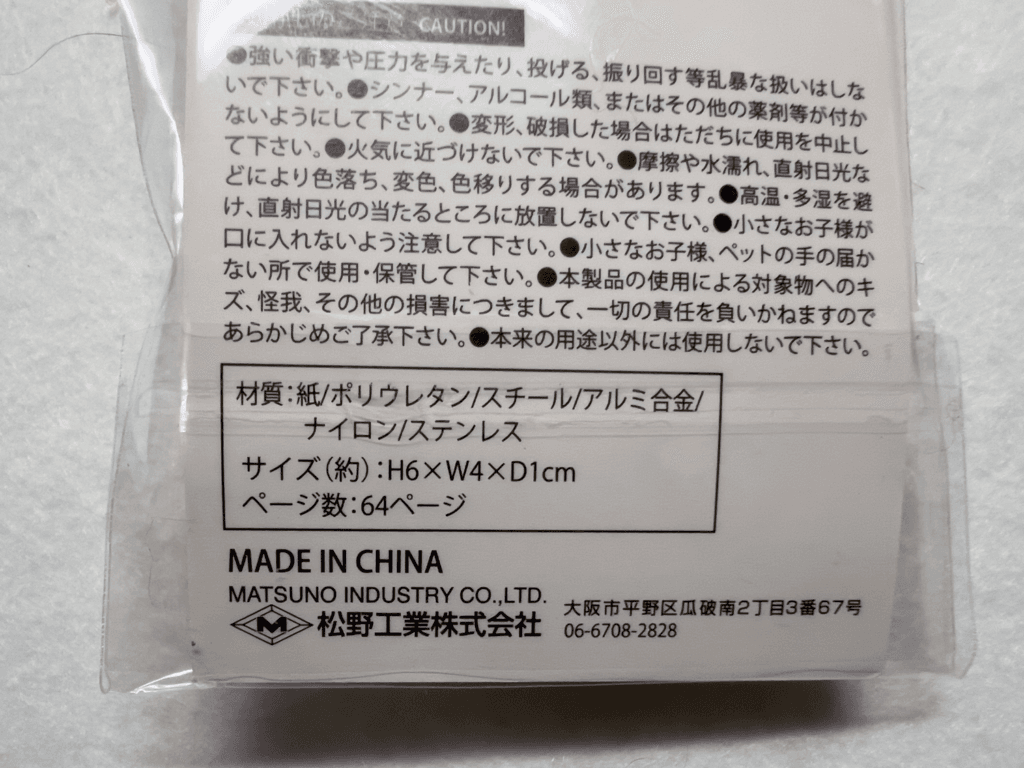 CAUTION!
●強い衝撃や圧力を与えたり、投げる、振り回す等乱暴な扱いはしな
いで下さい。●シンナー、アルコール類、またはその他の薬剤等が付か
ないようにして下さい。●変形、破損した場合はただちに使用を中止し
て下さい。●火気に近づけないで下さい。●摩擦や水濡れ、直射日光な
どにより色落ち、変色、色移りする場合があります。●高温・多湿を避
け、直射日光の当たるところに放置しないで下さい。●小さなお子様が
口に入れないよう注意して下さい。●小さなお子様、ペットの手の届か
ない所で使用・保管して下さい。●本製品の使用による対象物へのキ
ズ、怪我、その他の損害につきまして、一切の責任を負いかねますので
あらかじめご了承下さい。●本来の用途以外には使用しないで下さい。
材質：紙/ポリウレタン/スチール/アルミ合金/
ナイロン/ステンレス
サイズ（約）：H6×W4×D1cm
ページ数：64ページ
MADE IN CHINA
MATSUNO INDUSTRY CO.,LTD.
M 松野工業株式会社
大阪市平野区瓜破南2丁目3番67号
06-6708-2828